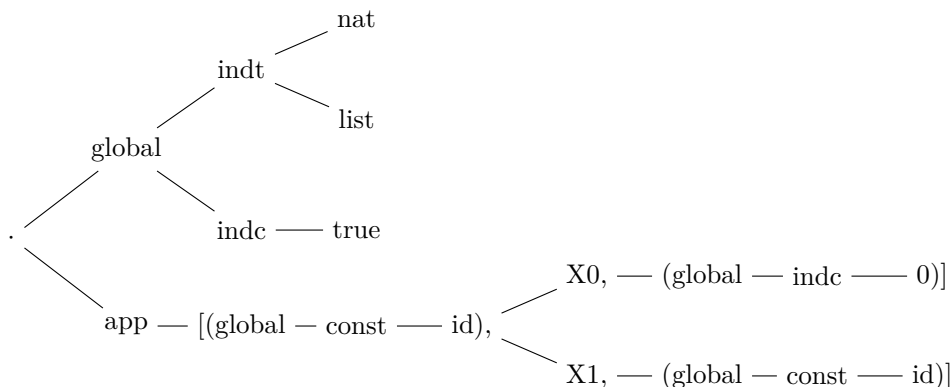 nat
indt
list
global
. indc true
X0, (global indc 0)]
app [(global const id),
X1, (global const id)]